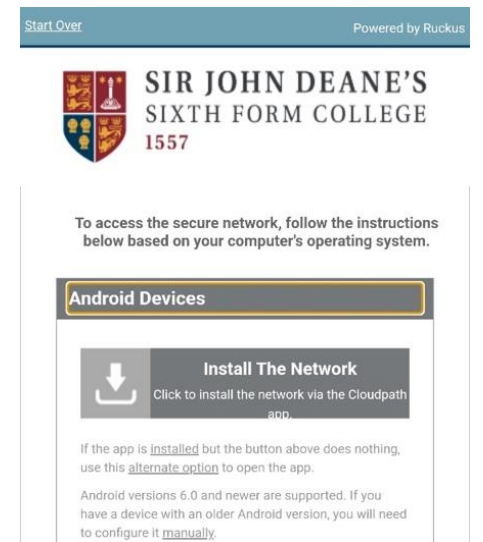 Start Over Powered by Ruckus
SIR JOHN DEANE'S
SIXTH FORM COLLEGE
1557
To access the secure network, follow the instructions
below based on your computer's operating system.
Android Devices
Install The Network
Click to install the network via the Cloudpath
app.
If the app is installed but the button above does nothing,
use this alternate option to open the app.
Android versions 6.0 and newer are supported. If you
have a device with an older Android version, you will need
to configure it manually.